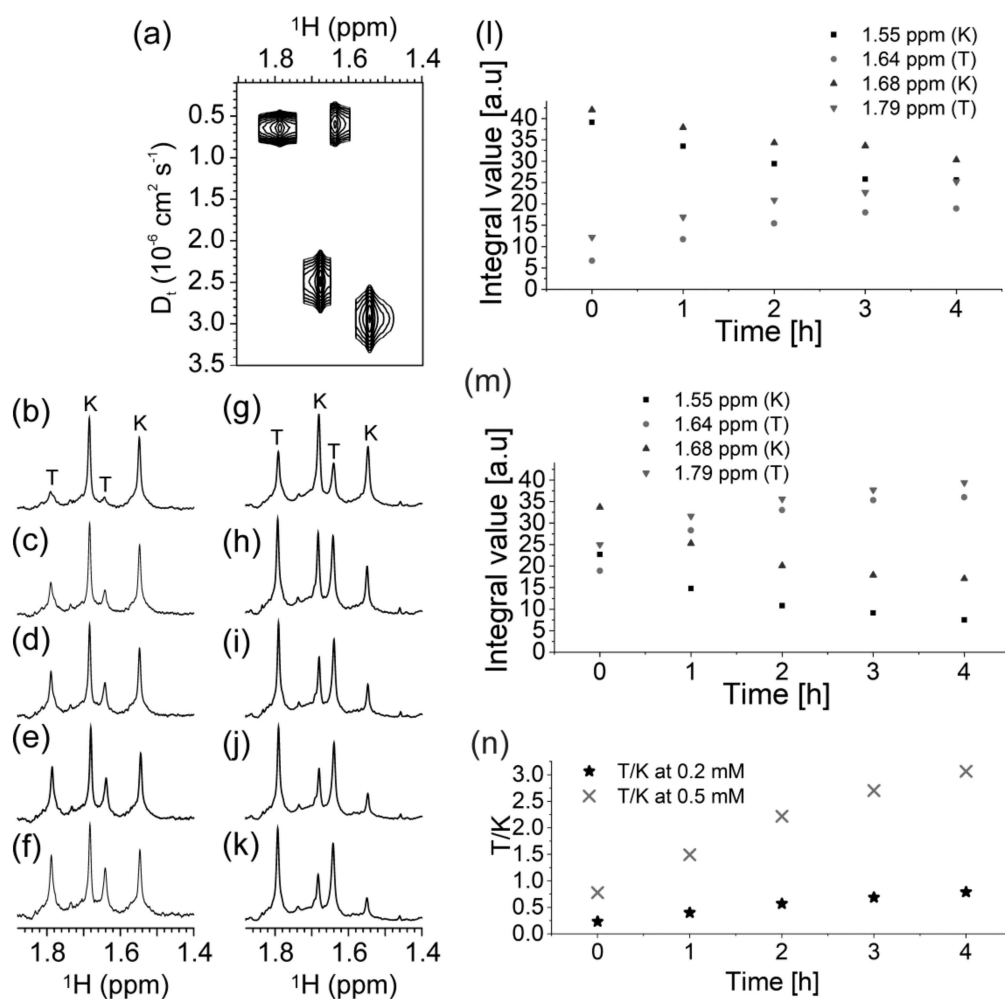 (a)
¹H (ppm)
1.8 1.6 1.4
0.5
1.0
1.5
2.0
2.5
3.0
3.5
Dₜ (10⁻⁶ cm² s⁻¹)
(b)
T
K
T
K
(c)
(d)
(e)
(f)
1.8 1.6 1.4
¹H (ppm)
(g)
T
K
T
K
(h)
(i)
(j)
(k)
1.8 1.6 1.4
¹H (ppm)
(l)
1.55 ppm (K)
1.64 ppm (T)
1.68 ppm (K)
1.79 ppm (T)
40
35
30
25
20
15
10
5
0
Integral value [a.u]
0 1 2 3 4
Time [h]
(m)
1.55 ppm (K)
1.64 ppm (T)
1.68 ppm (K)
1.79 ppm (T)
40
35
30
25
20
15
10
5
0
Integral value [a.u]
0 1 2 3 4
Time [h]
(n)
T/K at 0.2 mM
T/K at 0.5 mM
3.0
2.5
2.0
1.5
1.0
0.5
0.0
T/K
0 1 2 3 4
Time [h]